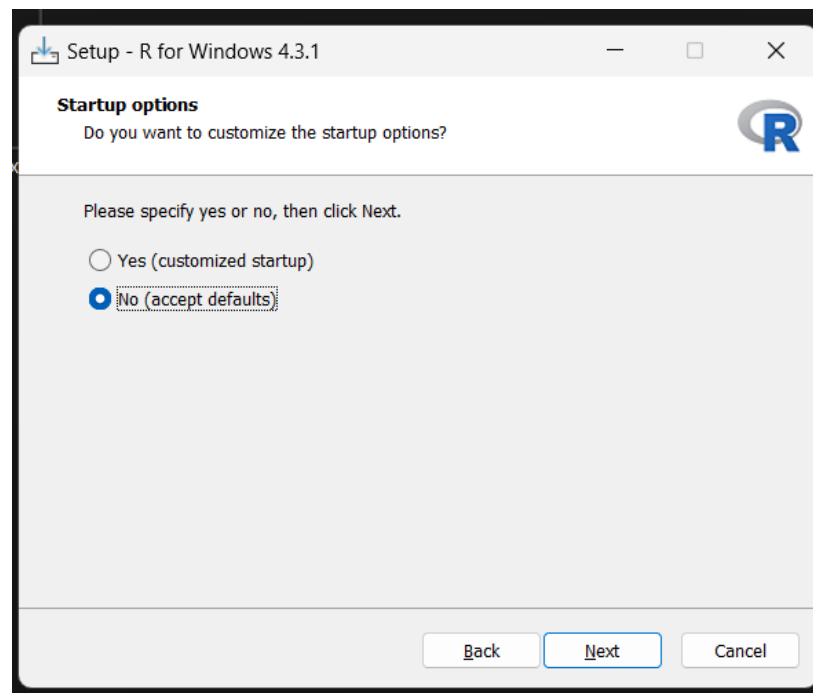 Setup - R for Windows 4.3.1
Startup options
Do you want to customize the startup options?
R
x
Please specify yes or no, then click Next.
Yes (customized startup)
No (accept defaults)
Back Next Cancel